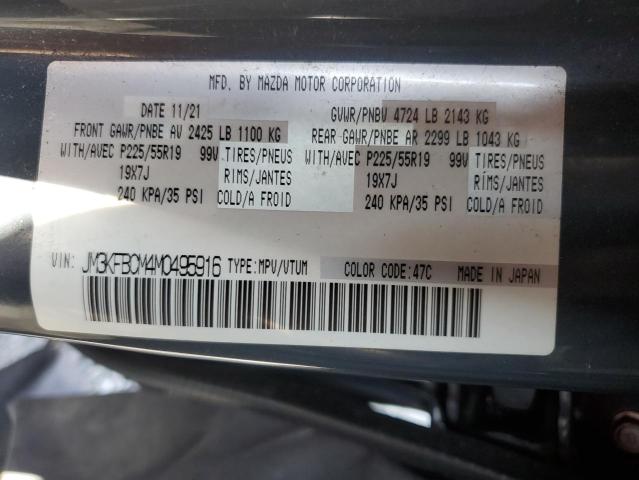 MFD. BY MAZDA MOTOR CORPORATION
DATE 11/21 GVWR/PNBV 4724 LB 2143 KG
FRONT GAWR/PNBE AV 2425 LB 1100 KG REAR GAWR/PNBE AR 2299 LB 1043 KG
WITH/AVEC P225/55R19 99V TIRES/PNEUS WITH/AVEC P225/55R19 99V TIRES/PNEUS
19X7J RIMS/JANTES 19X7J RIMS/JANTES
240 KPA/35 PSI COLD/A FROID 240 KPA/35 PSI COLD/A FROID
VIN: JM3KFBCM4M0495916 TYPE:MPV/VTUM COLOR CODE:47C MADE IN JAPAN